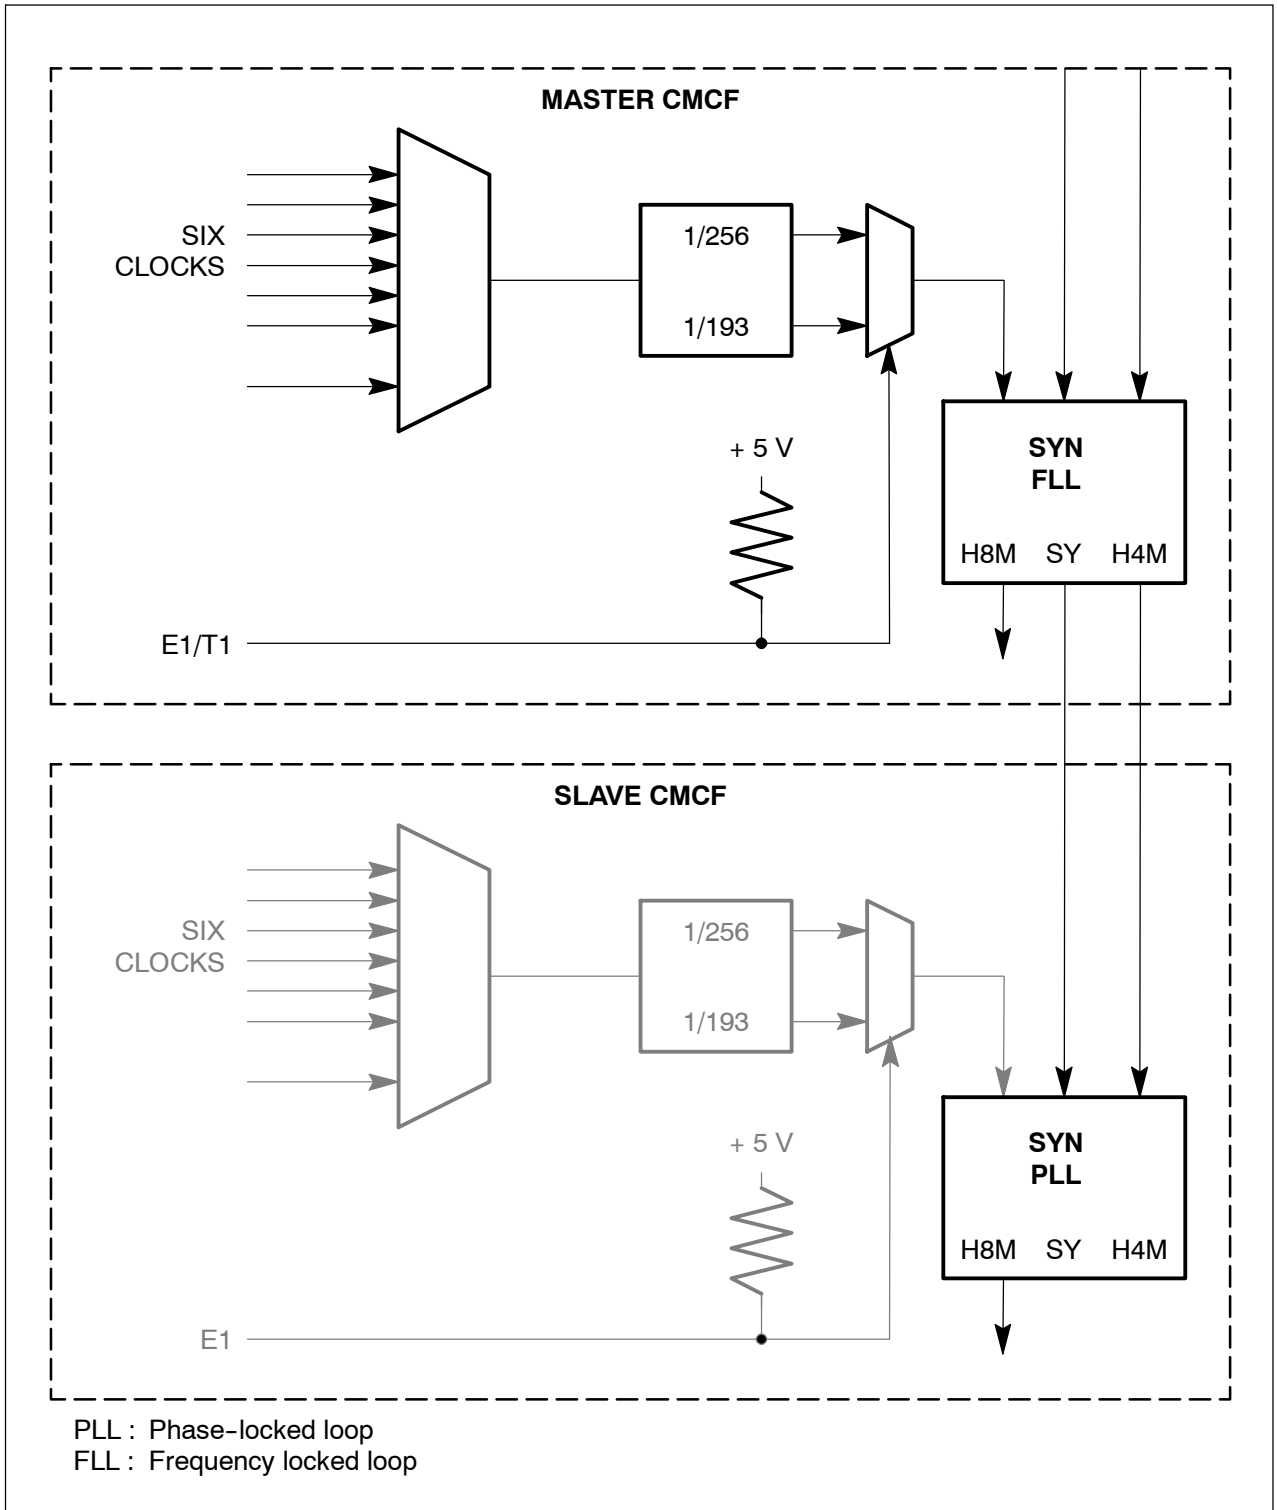 MASTER CMCF
SIX
CLOCKS
1/256
1/193
+ 5 V
SYN
FLL
H8M SY H4M
E1/T1
SLAVE CMCF
SIX
CLOCKS
1/256
1/193
+ 5 V
SYN
PLL
H8M SY H4M
E1
PLL : Phase-locked loop
FLL : Frequency locked loop